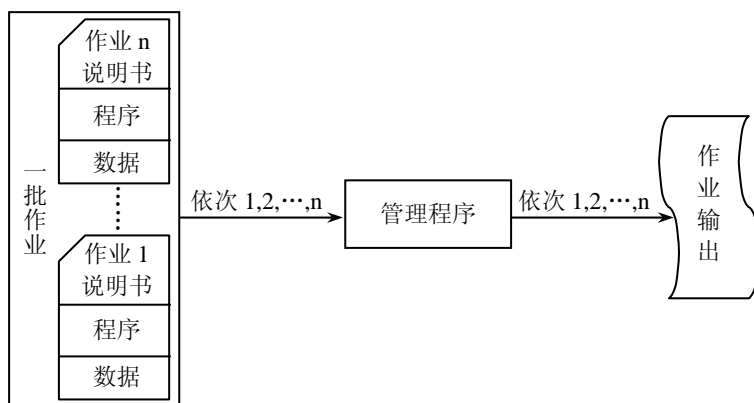 一批作业
作业 n
说明书
程序
数据
……
作业 1
说明书
程序
数据
依次 1,2,…,n
管理程序
依次 1,2,…,n
作业输出